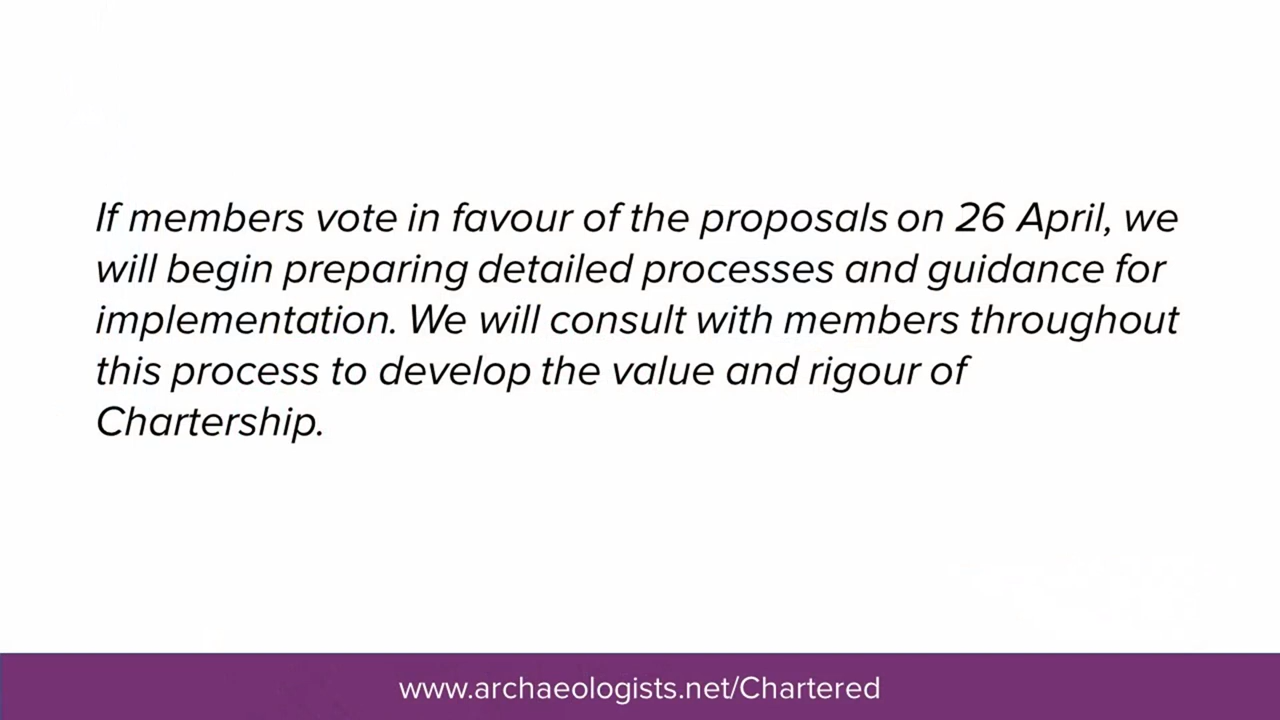 If members vote in favour of the proposals on 26 April, we
will begin preparing detailed processes and guidance for
implementation. We will consult with members throughout
this process to develop the value and rigour of
Chartership.
www.archaeologists.net/Chartered